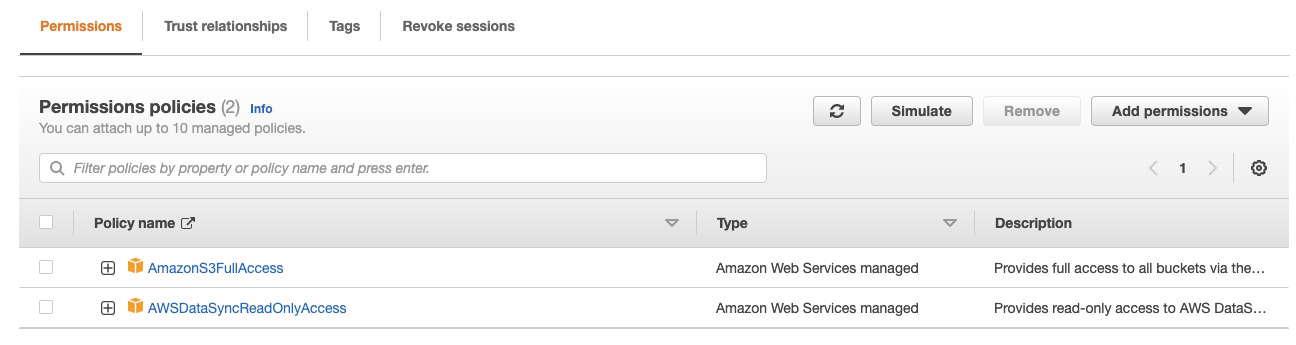 Permissions Trust relationships Tags Revoke sessions
Permissions policies (2) Info
You can attach up to 10 managed policies.
Simulate Remove Add permissions
Filter policies by property or policy name and press enter.
1
Policy name Type Description
AmazonS3FullAccess Amazon Web Services managed Provides full access to all buckets via the...
AWSDataSyncReadOnlyAccess Amazon Web Services managed Provides read-only access to AWS DataS...